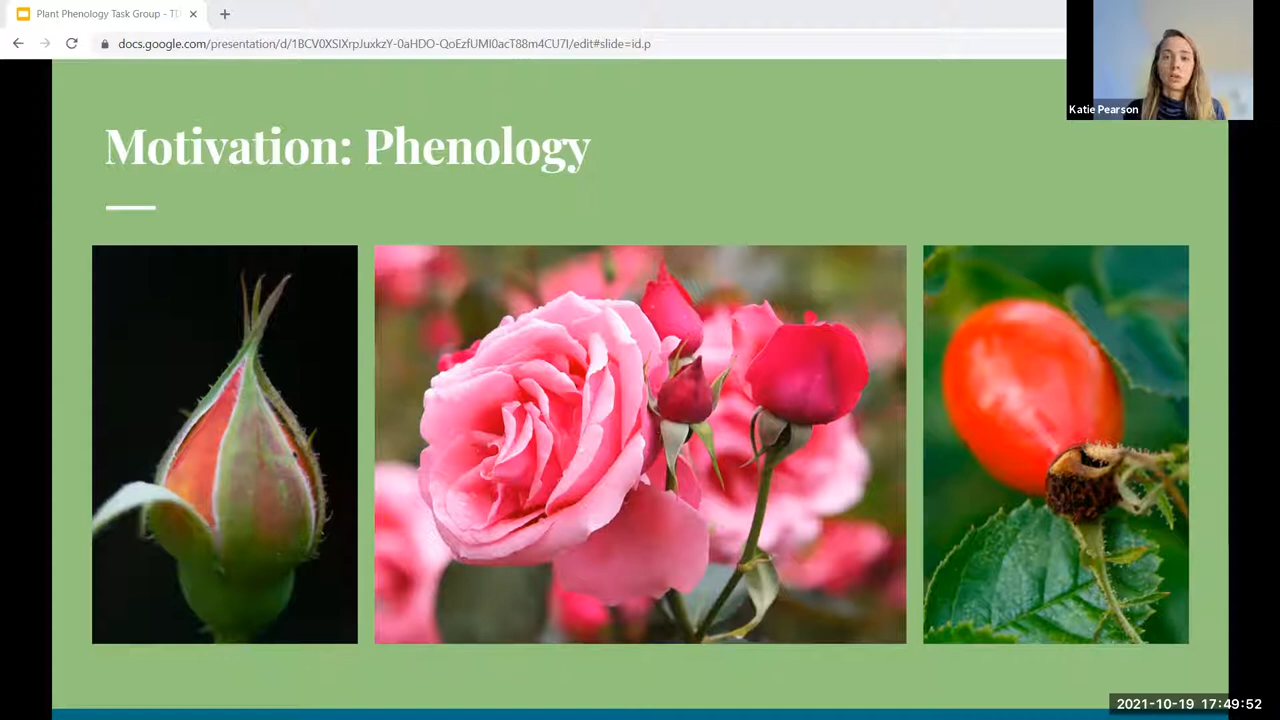 Plant Phenology Task Group - TD
docs.google.com/presentation/d/1BCV0XSIXrpJuxkzY-0aHDO-QoEzfUMI0acT88m4CU7I/edit#slide=id.p
Katie Pearson
Motivation: Phenology
2021-10-19 17:49:52